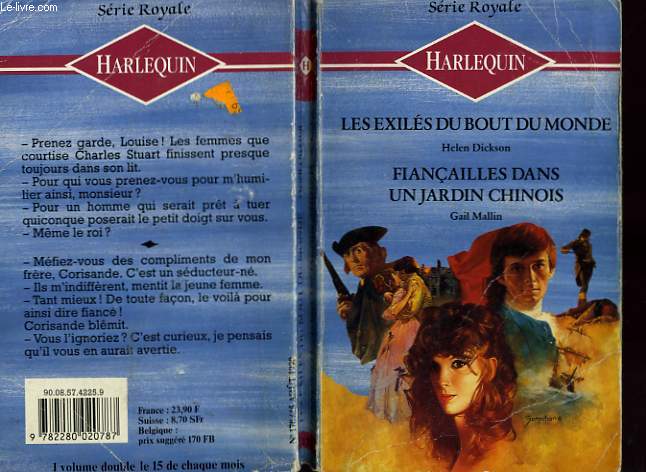 Le-livre.com
Série Royale
HARLEQUIN
– Prenez garde, Louise ! Les femmes que
courtise Charles Stuart finissent presque
toujours dans son lit.
– Pour qui vous prenez-vous pour m'humi-
lier ainsi, monsieur ?
– Pour un homme qui serait prêt à tuer
quiconque poserait le petit doigt sur vous.
– Même le roi ?
– Méfiez-vous des compliments de mon
frère, Corisande. C'est un séducteur-né.
– Ils m'indiffèrent, mentit la jeune femme.
– Tant mieux ! De toute façon, le voilà pour
ainsi dire fiancé !
Corisande blêmit.
– Vous l'ignoriez ? C'est curieux, je pensais
qu'il vous en aurait avertie.
90.08.57.4225.9
9 782280 020787
France : 23,90 F
Suisse : 8,70 SFr
Belgique :
prix suggéré 170 FB
1 volume double le 15 de chaque mois
H
Série Royale
HARLEQUIN
LES EXILÉS DU BOUT DU MONDE
Helen Dickson
FIANÇAILLES DANS
UN JARDIN CHINOIS
Gail Mallin